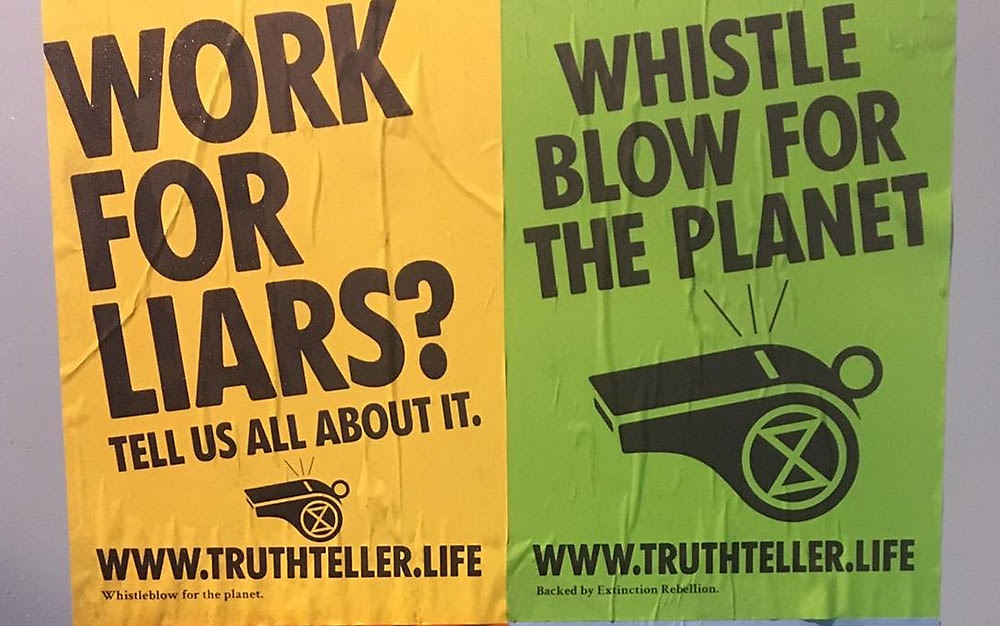 WORK
FOR
LIARS?
TELL US ALL ABOUT IT.
WWW.TRUTHTELLER.LIFE
Whistleblow for the planet.
WHISTLE
BLOW FOR
THE PLANET
WWW.TRUTHTELLER.LIFE
Backed by Extinction Rebellion.